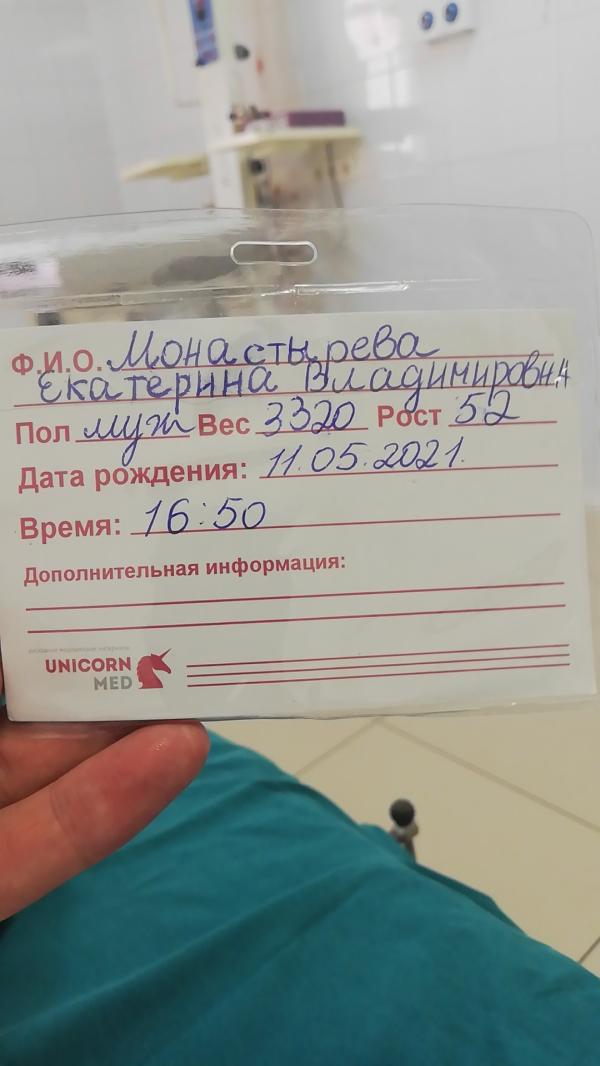 Ф.И.О. Монастырева
Екатерина Владимировна
Пол муж Вес 3320 Рост 52
Дата рождения: 11.05.2021.
Время: 16:50
Дополнительная информация:
UNICORN
MED